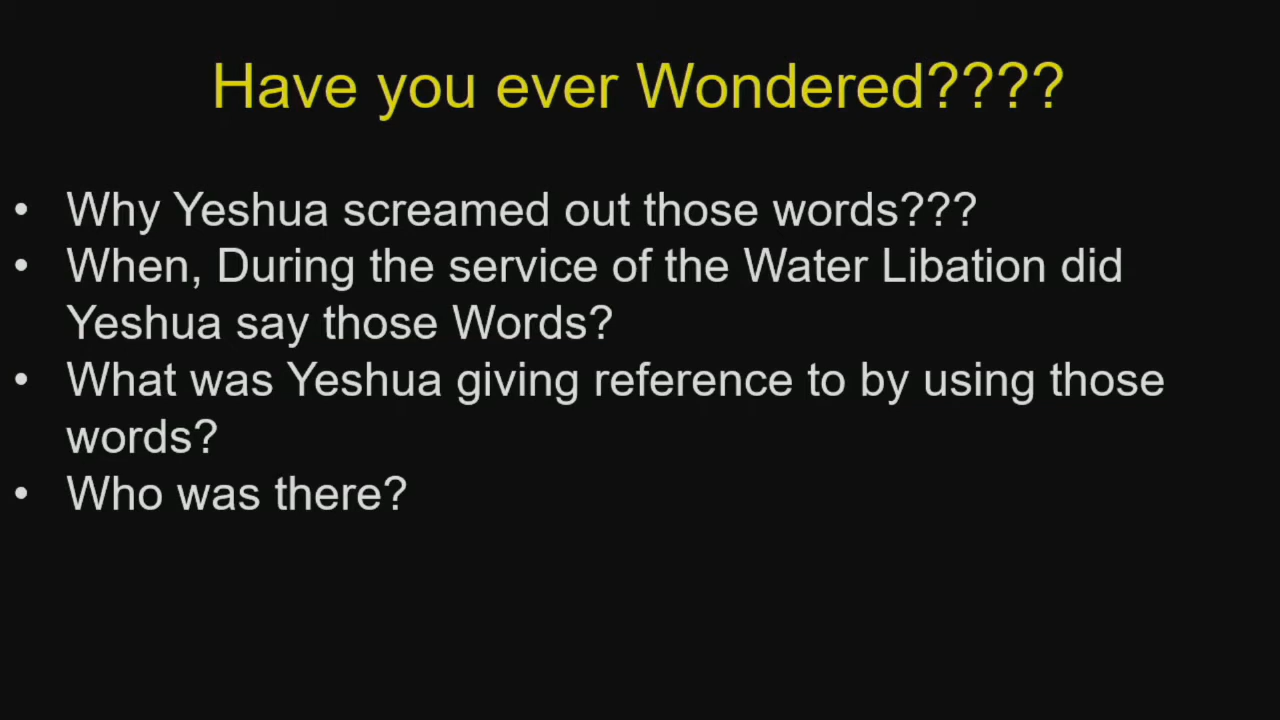 Have you ever Wondered????
• Why Yeshua screamed out those words???
• When, During the service of the Water Libation did
Yeshua say those Words?
• What was Yeshua giving reference to by using those
words?
• Who was there?